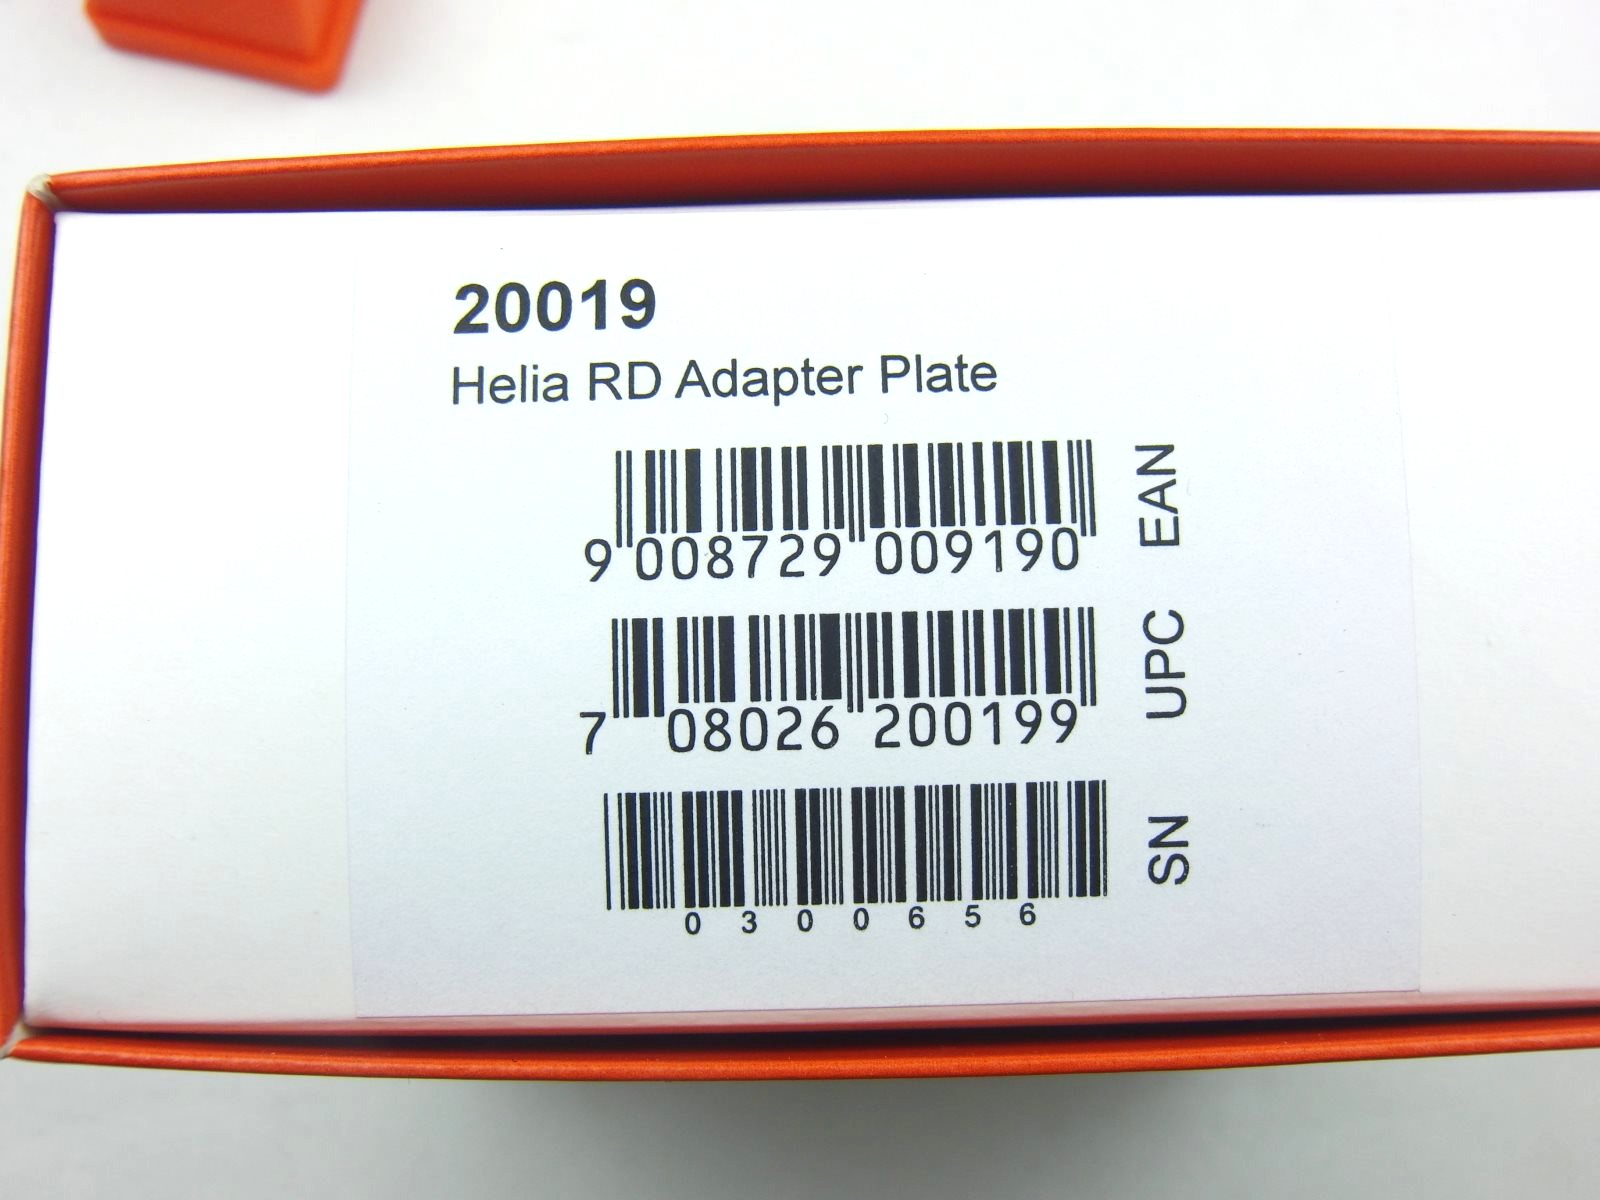 20019
Helia RD Adapter Plate
9 008729 009190 EAN
7 08026 200199 UPC
0300656 SN